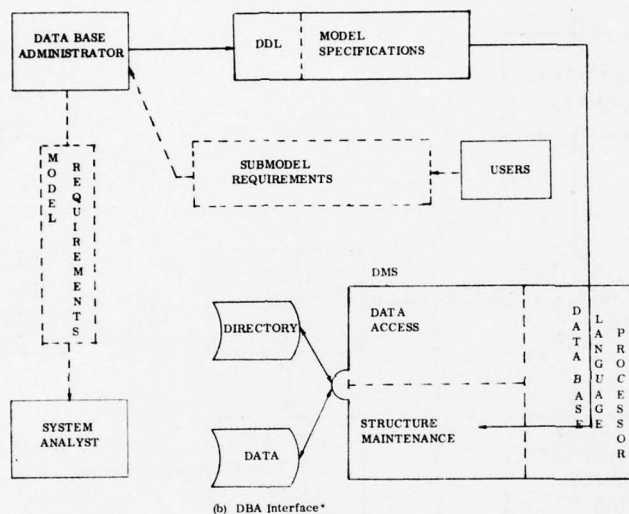 DATA BASE
ADMINISTRATOR
DDL
MODEL
SPECIFICATIONS
MODEL
REQUIREMENTS
SUBMODEL
REQUIREMENTS
USERS
DMS
DIRECTORY
DATA
ACCESS
DATA BASE
LANGUAGE
PROCESSOR
SYSTEM
ANALYST
DATA
STRUCTURE
MAINTENANCE
(b) DBA Interface*